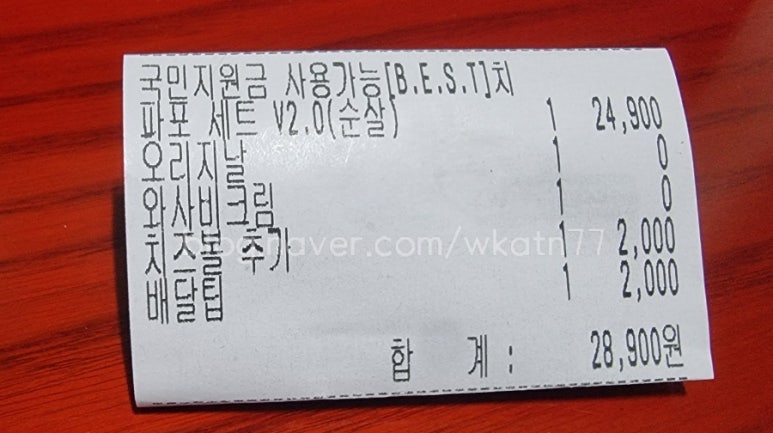 국민지원금 사용가능[B.E.S.T]치
파포 세트 V2.0(순살) 1 24,900
오리지날 1 0
와사비크림 1 0
치즈볼 추가 1 2,000
배달팁 1 2,000
합 계: 28,900원
blog.naver.com/wkatn77